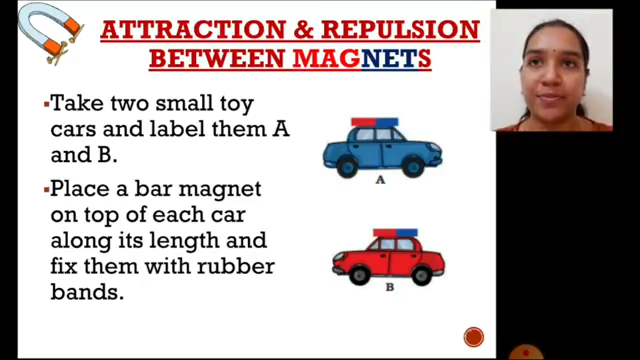 ATTRACTION & REPULSION
BETWEEN MAGNETS
▪Take two small toy
cars and label them A
and B.
▪Place a bar magnet
on top of each car
along its length and
fix them with rubber
bands.
A
B